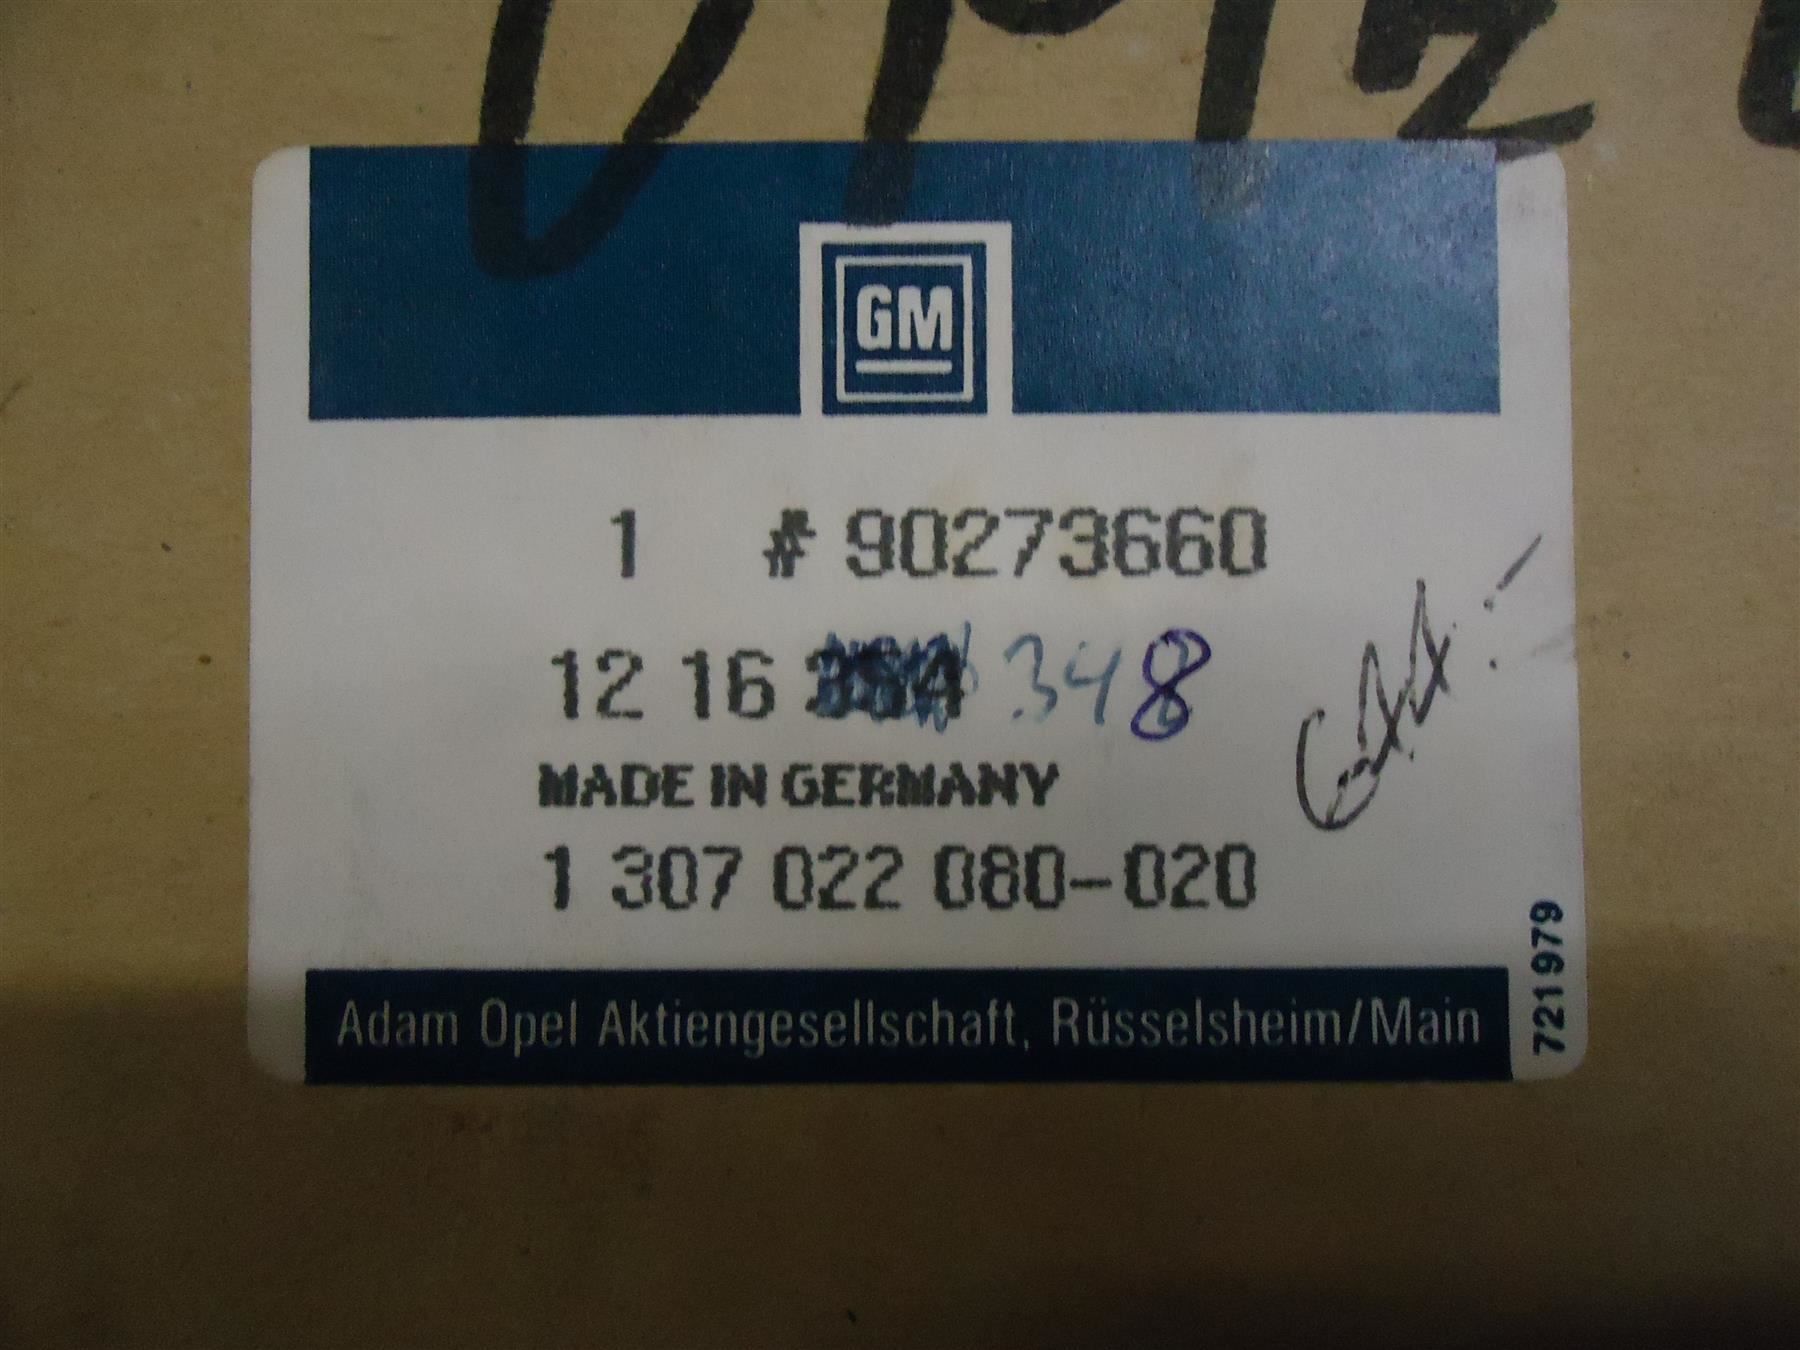 GM
1 # 90273660
12 16 .348
MADE IN GERMANY
1 307 022 080-020
Adam Opel Aktiengesellschaft, Rüsselsheim/Main
721979